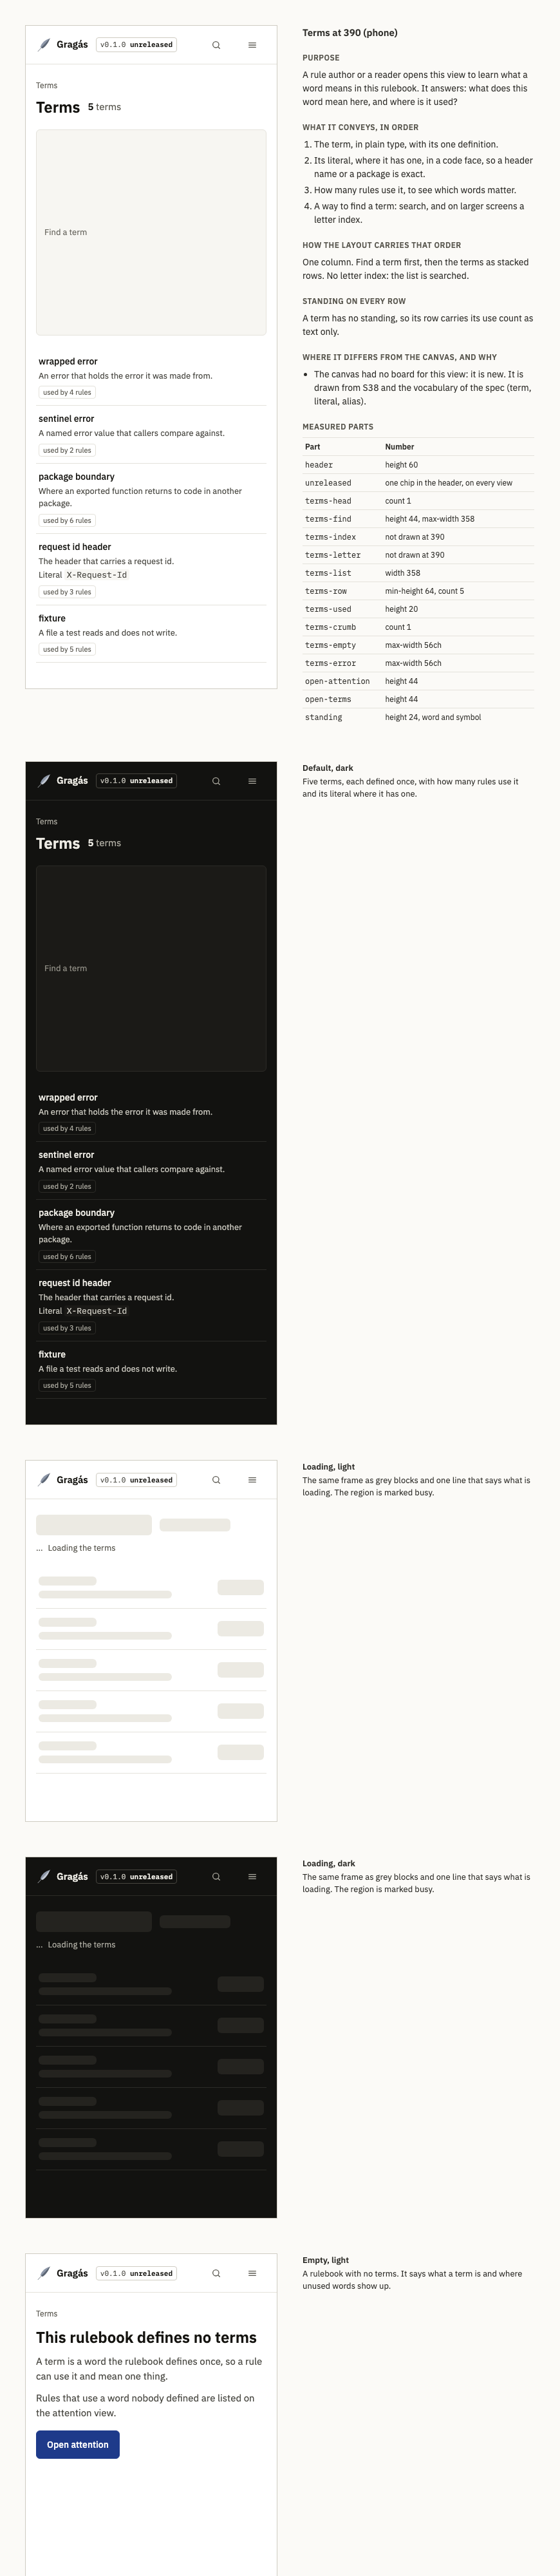 Gragás
v0.1.0 unreleased
Terms
Terms 5 terms
Find a term
wrapped error
An error that holds the error it was made from.
used by 4 rules
sentinel error
A named error value that callers compare against.
used by 2 rules
package boundary
Where an exported function returns to code in another
package.
used by 6 rules
request id header
The header that carries a request id.
Literal X-Request-Id
used by 3 rules
fixture
A file a test reads and does not write.
used by 5 rules
Terms at 390 (phone)
PURPOSE
A rule author or a reader opens this view to learn what a
word means in this rulebook. It answers: what does this
word mean here, and where is it used?
WHAT IT CONVEYS, IN ORDER
1. The term, in plain type, with its one definition.
2. Its literal, where it has one, in a code face, so a header
name or a package is exact.
3. How many rules use it, to see which words matter.
4. A way to find a term: search, and on larger screens a
letter index.
HOW THE LAYOUT CARRIES THAT ORDER
One column. Find a term first, then the terms as stacked
rows. No letter index: the list is searched.
STANDING ON EVERY ROW
A term has no standing, so its row carries its use count as
text only.
WHERE IT DIFFERS FROM THE CANVAS, AND WHY
▪ The canvas had no board for this view: it is new. It is
drawn from S38 and the vocabulary of the spec (term,
literal, alias).
MEASURED PARTS
Part Number
header height 60
unreleased one chip in the header, on every view
terms-head count 1
terms-find height 44, max-width 358
terms-index not drawn at 390
terms-letter not drawn at 390
terms-list width 358
terms-row min-height 64, count 5
terms-used height 20
terms-crumb count 1
terms-empty max-width 56ch
terms-error max-width 56ch
open-attention height 44
open-terms height 44
standing height 24, word and symbol
Gragás
v0.1.0 unreleased
Terms
Terms 5 terms
Find a term
wrapped error
An error that holds the error it was made from.
used by 4 rules
sentinel error
A named error value that callers compare against.
used by 2 rules
package boundary
Where an exported function returns to code in another
package.
used by 6 rules
request id header
The header that carries a request id.
Literal X-Request-Id
used by 3 rules
fixture
A file a test reads and does not write.
used by 5 rules
Default, dark
Five terms, each defined once, with how many rules use it
and its literal where it has one.
Gragás
v0.1.0 unreleased
... Loading the terms
Loading, light
The same frame as grey blocks and one line that says what is
loading. The region is marked busy.
Gragás
v0.1.0 unreleased
... Loading the terms
Loading, dark
The same frame as grey blocks and one line that says what is
loading. The region is marked busy.
Gragás
v0.1.0 unreleased
Terms
This rulebook defines no terms
A term is a word the rulebook defines once, so a rule
can use it and mean one thing.
Rules that use a word nobody defined are listed on
the attention view.
Open attention
Empty, light
A rulebook with no terms. It says what a term is and where
unused words show up.